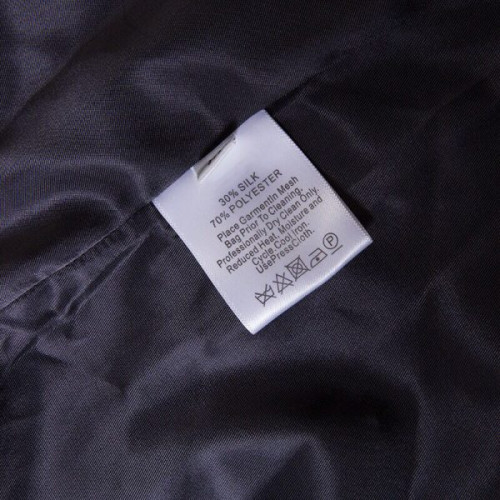 30% SILK
70% POLYESTER
Place GarmentIn Mesh
Bag Prior To Cleaning.
Professionally Dry Clean Only.
Reduced Heat, Moisture and
Cycle.Cool Iron.
UsePressCloth.
P